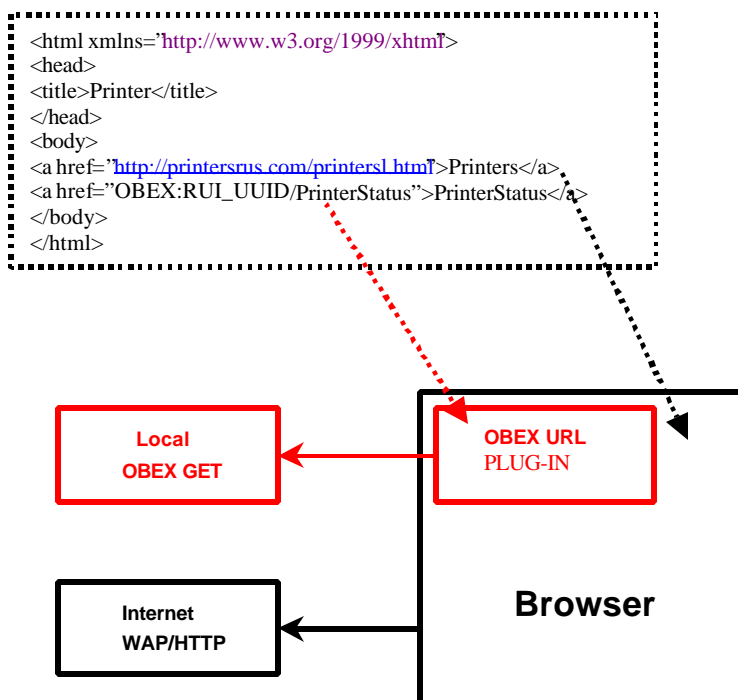 <html xmlns=”http://www.w3.org/1999/xhtml”>
<head>
<title>Printer</title>
</head>
<body>
<a href=”http://printersrus.com/printersl.html”>Printers</a>
<a href=”OBEX:RUI_UUID/PrinterStatus”>PrinterStatus</a>
</body>
</html>
Local
OBEX GET
OBEX URL
PLUG-IN
Internet
WAP/HTTP
Browser